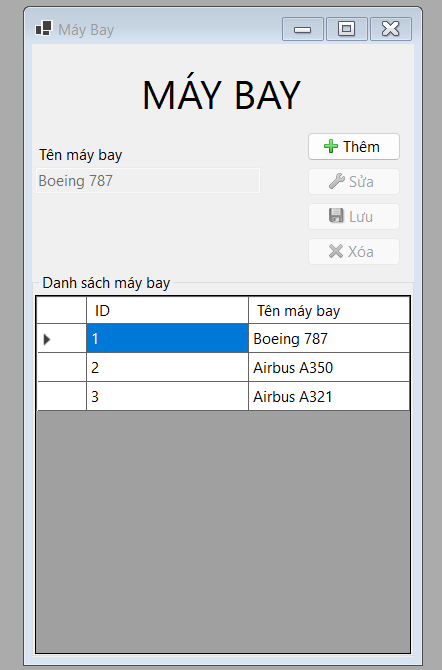 Máy Bay
MÁY BAY
Tên máy bay
Boeing 787
Thêm
Sửa
Lưu
Xóa
Danh sách máy bay
ID Tên máy bay
1 Boeing 787
2 Airbus A350
3 Airbus A321